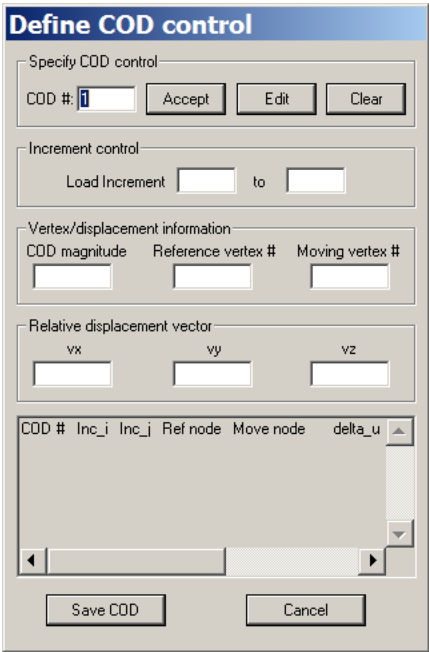 Define COD control
Specify COD control
COD #: 1 Accept Edit Clear
Increment control
Load Increment to
Vertex/displacement information
COD magnitude Reference vertex # Moving vertex #
Relative displacement vector
vx vy vz
COD # Inc_i Inc_j Ref node Move node delta_u
Save COD Cancel